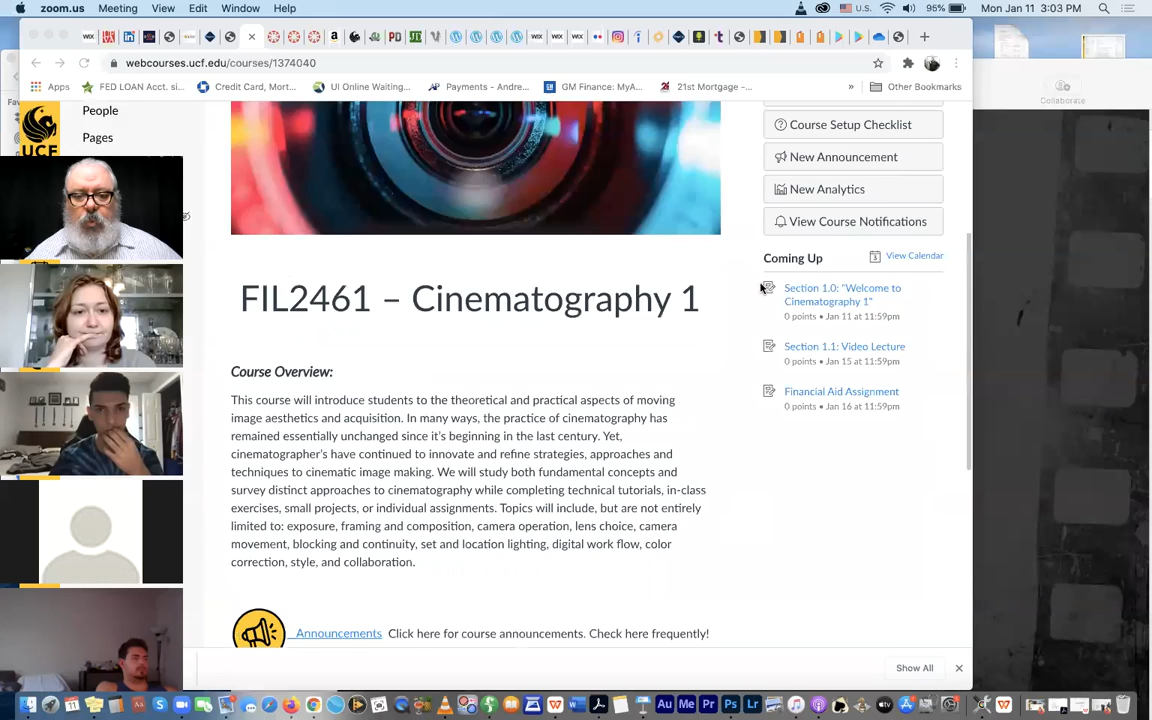 zoom.us Meeting View Edit Window Help U.S. 96% Mon Jan 11 3:03 PM
webcourses.ucf.edu/courses/1374040
Apps FED LOAN Acct. si... Credit Card, Mort... UI Online Waiting... Payments - Andre... GM Finance: MyA... 21st Mortgage -... » Other Bookmarks
Collaborate
People
Pages
UCF
Course Setup Checklist
New Announcement
New Analytics
View Course Notifications
Coming Up View Calendar
Section 1.0: "Welcome to
Cinematography 1"
0 points • Jan 11 at 11:59pm
Section 1.1: Video Lecture
0 points • Jan 15 at 11:59pm
Financial Aid Assignment
0 points • Jan 16 at 11:59pm
FIL2461 – Cinematography 1
Course Overview:
This course will introduce students to the theoretical and practical aspects of moving
image aesthetics and acquisition. In many ways, the practice of cinematography has
remained essentially unchanged since it's beginning in the last century. Yet,
cinematographer's have continued to innovate and refine strategies, approaches and
techniques to cinematic image making. We will study both fundamental concepts and
survey distinct approaches to cinematography while completing technical tutorials, in-class
exercises, small projects, or individual assignments. Topics will include, but are not entirely
limited to: exposure, framing and composition, camera operation, lens choice, camera
movement, blocking and continuity, set and location lighting, digital work flow, color
correction, style, and collaboration.
Announcements Click here for course announcements. Check here frequently!
Show All
Au Me Pr Ps Lr